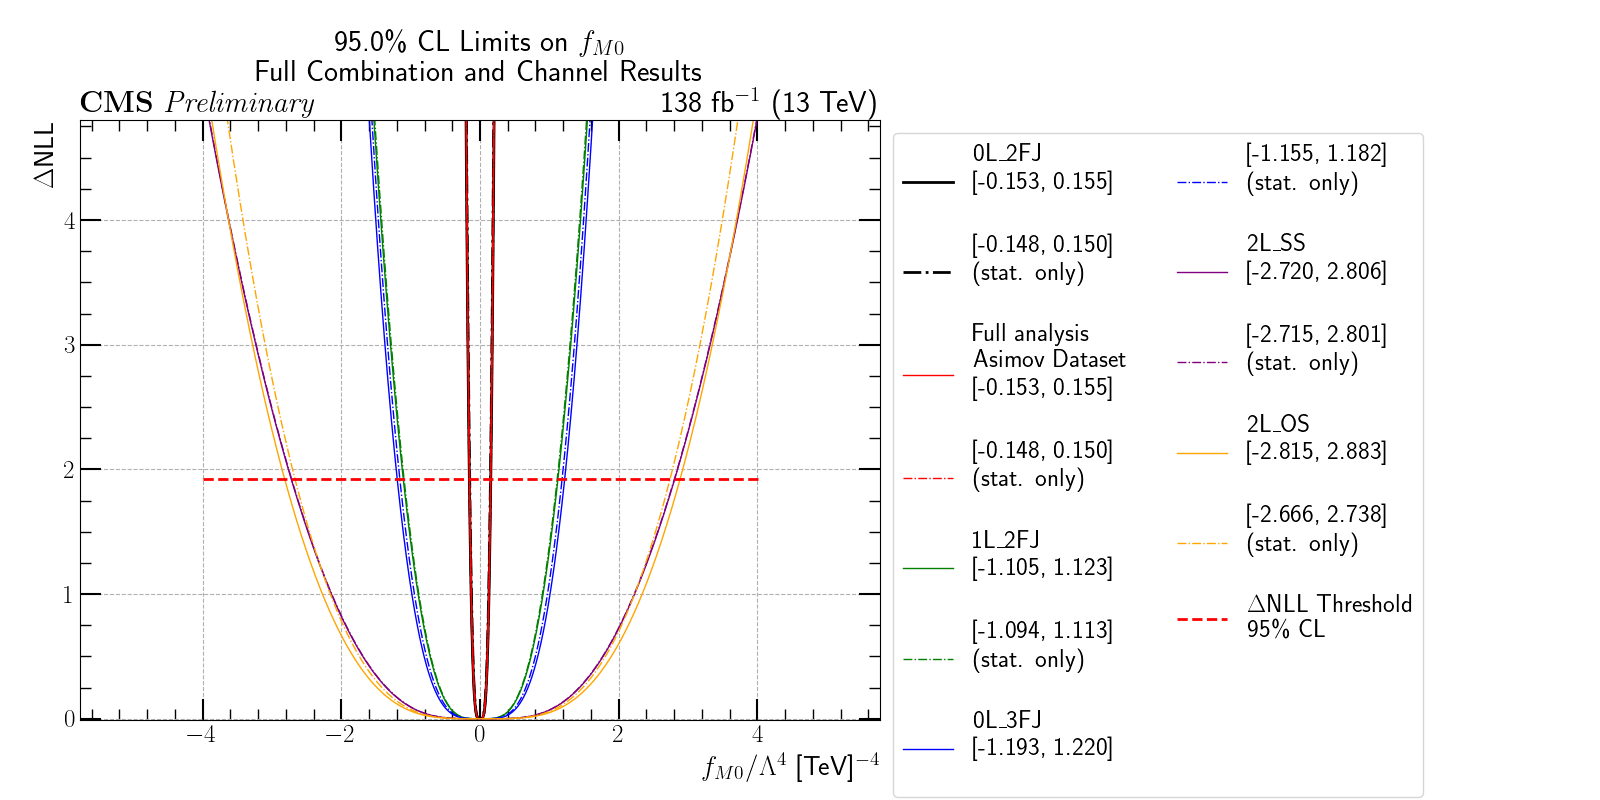 95.0% CL Limits on f_{M0}
Full Combination and Channel Results
CMS Preliminary 138 fb^{−1} (13 TeV)
ΔNLL
4
3
2
1
0
−4 −2 0 2 4
f_{M0}/Λ^4 [TeV]^{−4}
0L_2FJ
[-0.153, 0.155]
[-0.148, 0.150]
(stat. only)
Full analysis
Asimov Dataset
[-0.153, 0.155]
[-0.148, 0.150]
(stat. only)
1L_2FJ
[-1.105, 1.123]
[-1.094, 1.113]
(stat. only)
0L_3FJ
[-1.193, 1.220]
[-1.155, 1.182]
(stat. only)
2L_SS
[-2.720, 2.806]
[-2.715, 2.801]
(stat. only)
2L_OS
[-2.815, 2.883]
[-2.666, 2.738]
(stat. only)
ΔNLL Threshold
95% CL